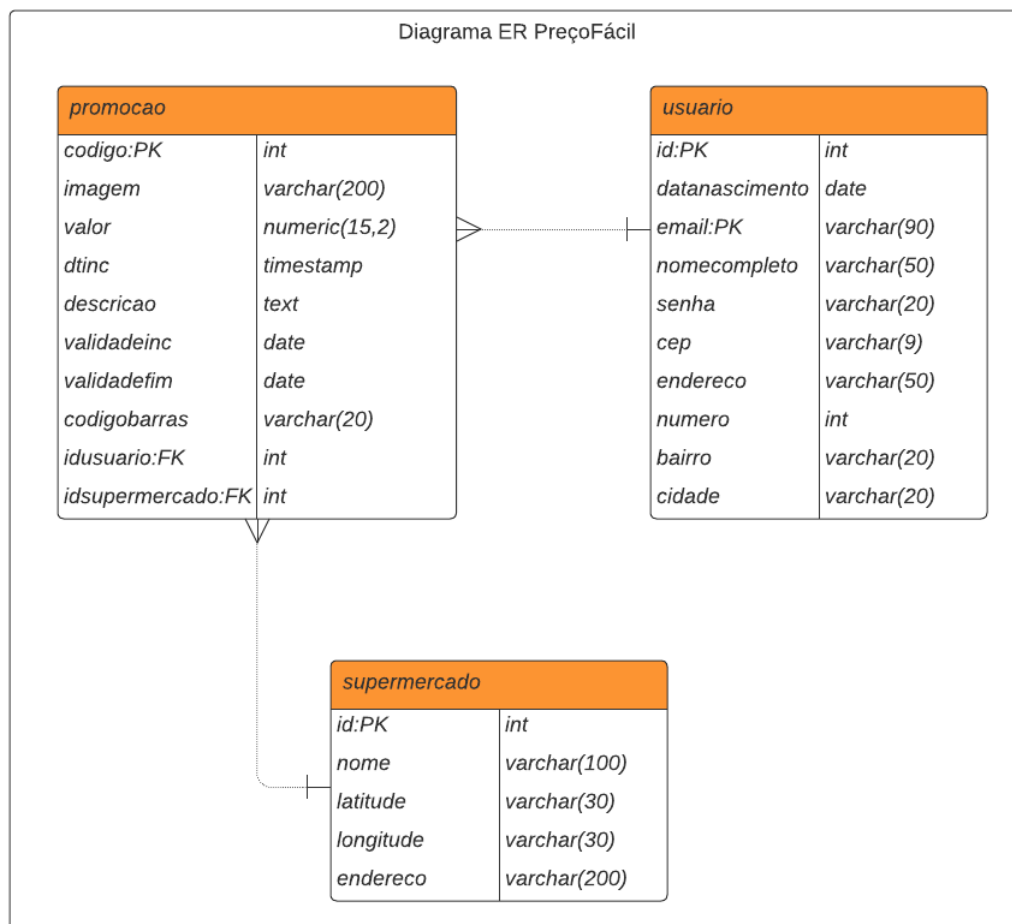 Diagrama ER PreçoFácil
promocao
codigo:PK int
imagem varchar(200)
valor numeric(15,2)
dtinc timestamp
descricao text
validadeinc date
validadefim date
codigobarras varchar(20)
idusuario:FK int
idsupermercado:FK int
usuario
id:PK int
datanascimento date
email:PK varchar(90)
nomecompleto varchar(50)
senha varchar(20)
cep varchar(9)
endereco varchar(50)
numero int
bairro varchar(20)
cidade varchar(20)
supermercado
id:PK int
nome varchar(100)
latitude varchar(30)
longitude varchar(30)
endereco varchar(200)